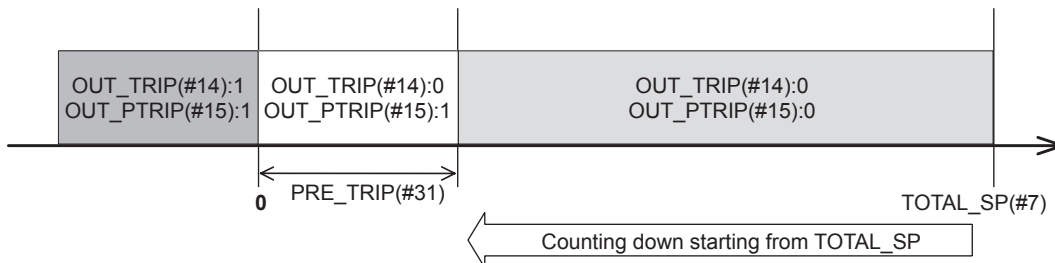 OUT_TRIP(#14):1
OUT_PTRIP(#15):1
OUT_TRIP(#14):0
OUT_PTRIP(#15):1
OUT_TRIP(#14):0
OUT_PTRIP(#15):0
0
PRE_TRIP(#31)
TOTAL_SP(#7)
Counting down starting from TOTAL_SP